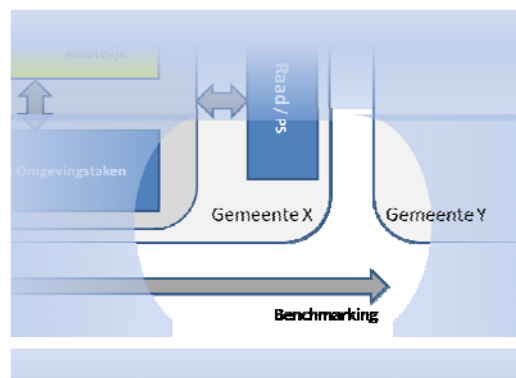 Ambtelijk
Raad / PS
Omgevingstaken
Gemeente X
Gemeente Y
Benchmarking